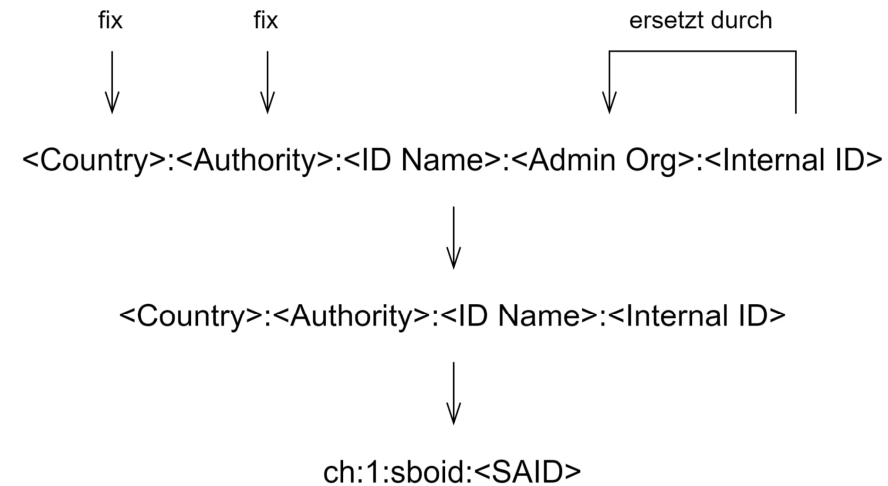 fix fix ersetzt durch
<Country>:<Authority>:<ID Name>:<Admin Org>:<Internal ID>
<Country>:<Authority>:<ID Name>:<Internal ID>
ch:1:sboid:<SAID>